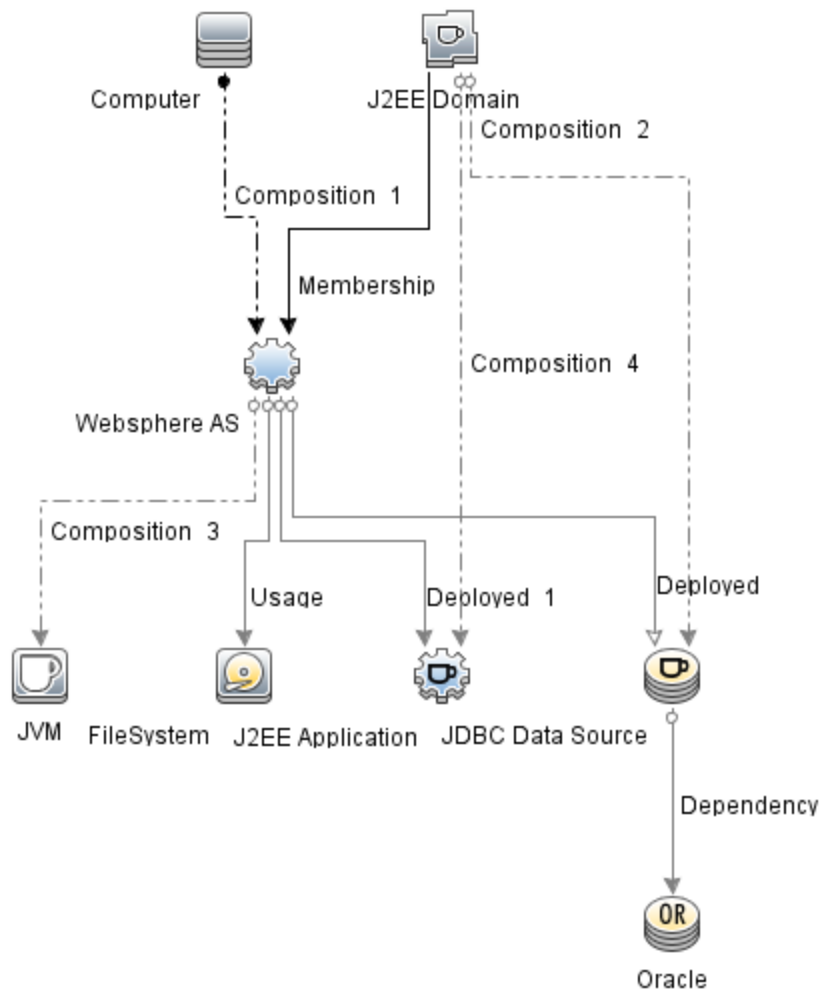 Computer
J2EE Domain
Composition 2
Composition 1
Membership
Composition 4
Websphere AS
Composition 3
Usage
Deployed 1
Deployed
JVM
FileSystem
J2EE Application
JDBC Data Source
Dependency
OR
Oracle